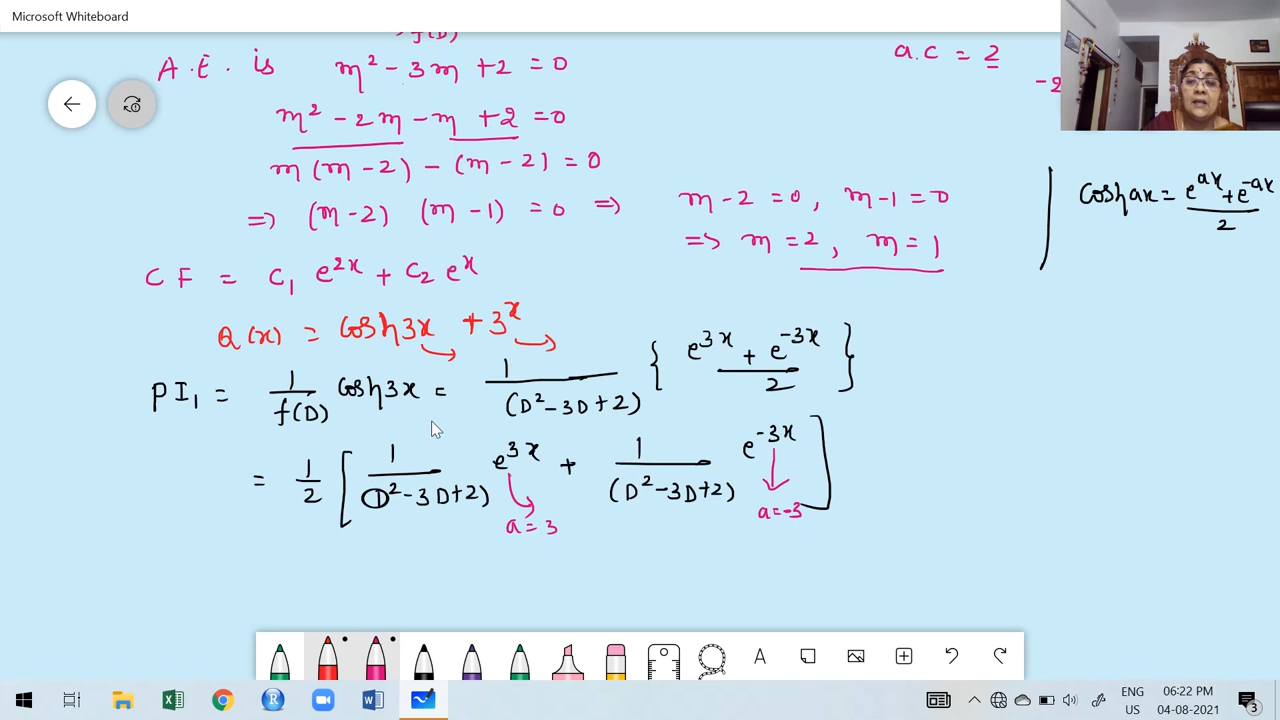 Microsoft Whiteboard
f(D)
A.E. is m² - 3m + 2 = 0
a.c = 2
-2
m² - 2m - m + 2 = 0
m(m-2) - (m-2) = 0
=> (m-2) (m-1) = 0 => m-2 = 0, m-1 = 0
=> m = 2, m = 1
coshax = (e^ax + e^-ax)/2
CF = C₁ e^2x + C₂ e^x
Q(x) = cosh3x + 3^x
PI₁ = 1/f(D) cosh3x = 1/(D²-3D+2) { (e^3x + e^-3x)/2 }
= 1/2 [ 1/(D²-3D+2) e^3x + 1/(D²-3D+2) e^-3x ]
a = 3
a = -3
A
ENG
US
06:22 PM
04-08-2021
3